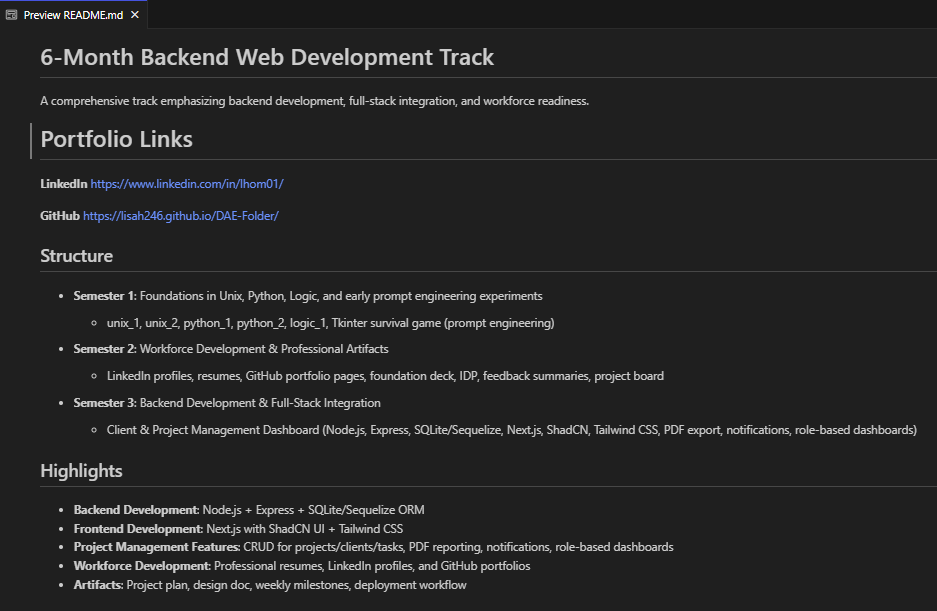 Preview README.md
6-Month Backend Web Development Track
A comprehensive track emphasizing backend development, full-stack integration, and workforce readiness.
Portfolio Links
LinkedIn https://www.linkedin.com/in/lhom01/
GitHub https://lisah246.github.io/DAE-Folder/
Structure
Semester 1: Foundations in Unix, Python, Logic, and early prompt engineering experiments
unix_1, unix_2, python_1, python_2, logic_1, Tkinter survival game (prompt engineering)
Semester 2: Workforce Development & Professional Artifacts
LinkedIn profiles, resumes, GitHub portfolio pages, foundation deck, IDP, feedback summaries, project board
Semester 3: Backend Development & Full-Stack Integration
Client & Project Management Dashboard (Node.js, Express, SQLite/Sequelize, Next.js, ShadCN, Tailwind CSS, PDF export, notifications, role-based dashboards)
Highlights
Backend Development: Node.js + Express + SQLite/Sequelize ORM
Frontend Development: Next.js with ShadCN UI + Tailwind CSS
Project Management Features: CRUD for projects/clients/tasks, PDF reporting, notifications, role-based dashboards
Workforce Development: Professional resumes, LinkedIn profiles, and GitHub portfolios
Artifacts: Project plan, design doc, weekly milestones, deployment workflow